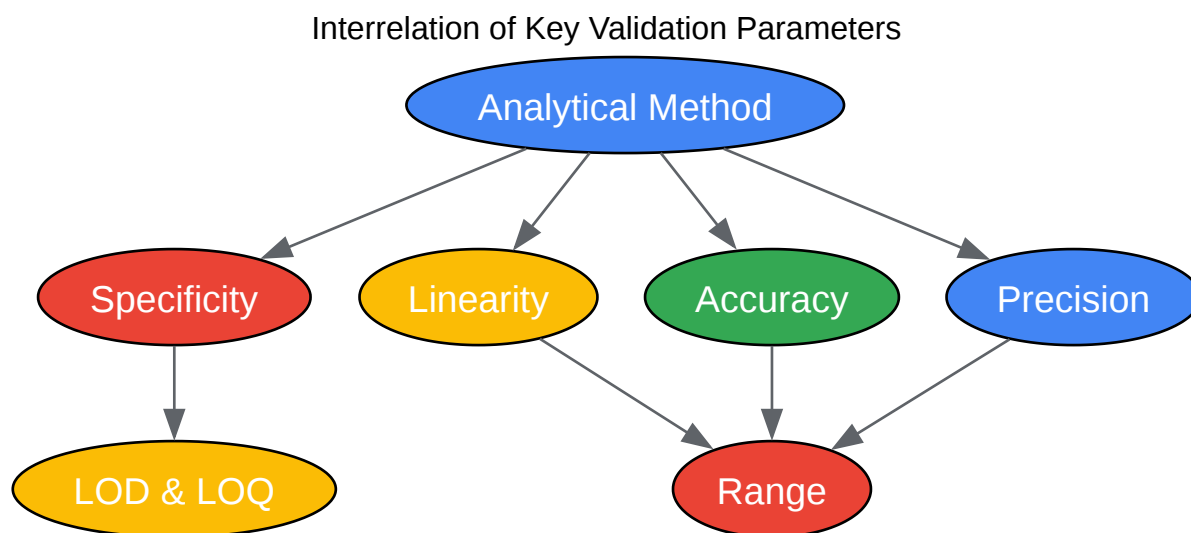 Interrelation of Key Validation Parameters
Analytical Method
Specificity
Linearity
Accuracy
Precision
LOD & LOQ
Range